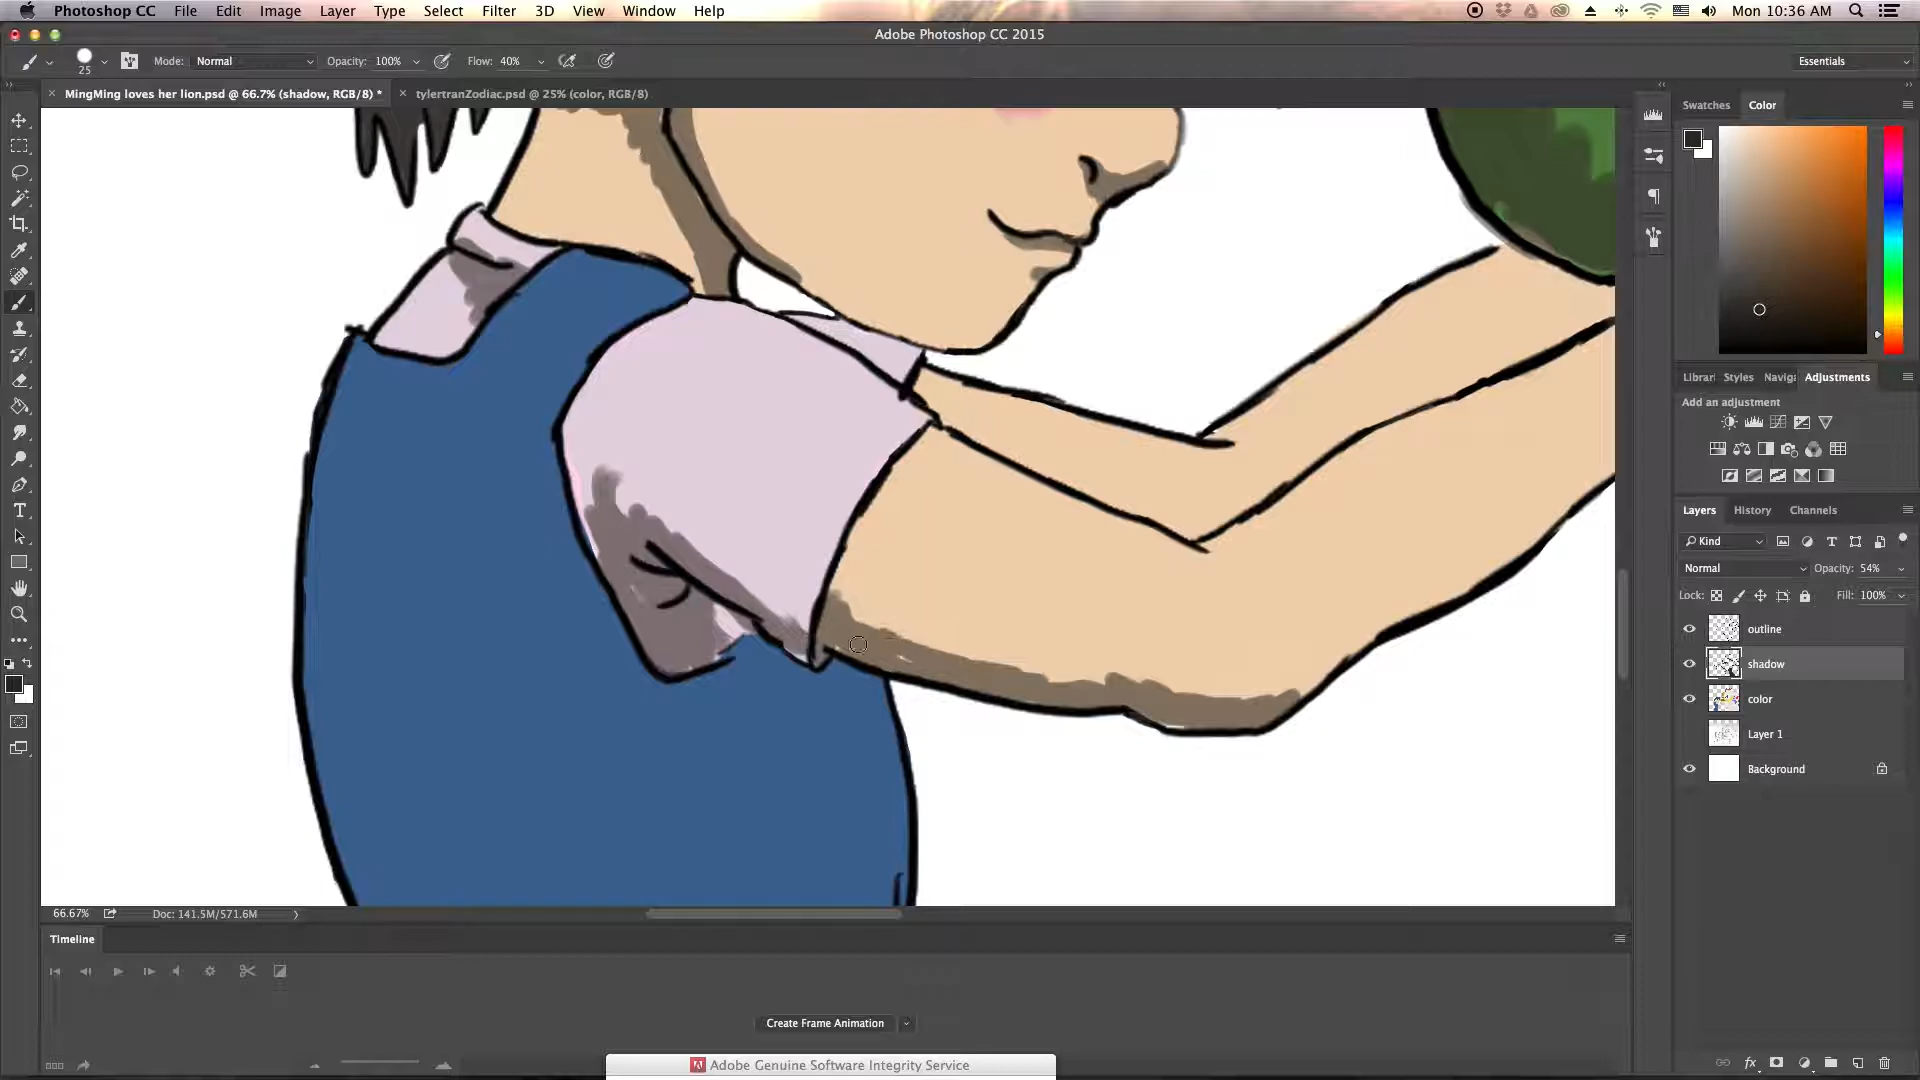 Photoshop CC File Edit Image Layer Type Select Filter 3D View Window Help Mon 10:36 AM
Adobe Photoshop CC 2015
25 Mode: Normal Opacity: 100% Flow: 40% Essentials
MingMing loves her lion.psd @ 66.7% (shadow, RGB/8) * tylertranZodiac.psd @ 25% (color, RGB/8)
Swatches Color
Librar Styles Naviga Adjustments
Add an adjustment
Layers History Channels
Kind
Normal Opacity: 54%
Lock: Fill: 100%
outline
shadow
color
Layer 1
Background
66.67% Doc: 141.5M/571.6M
Timeline
Create Frame Animation
Adobe Genuine Software Integrity Service